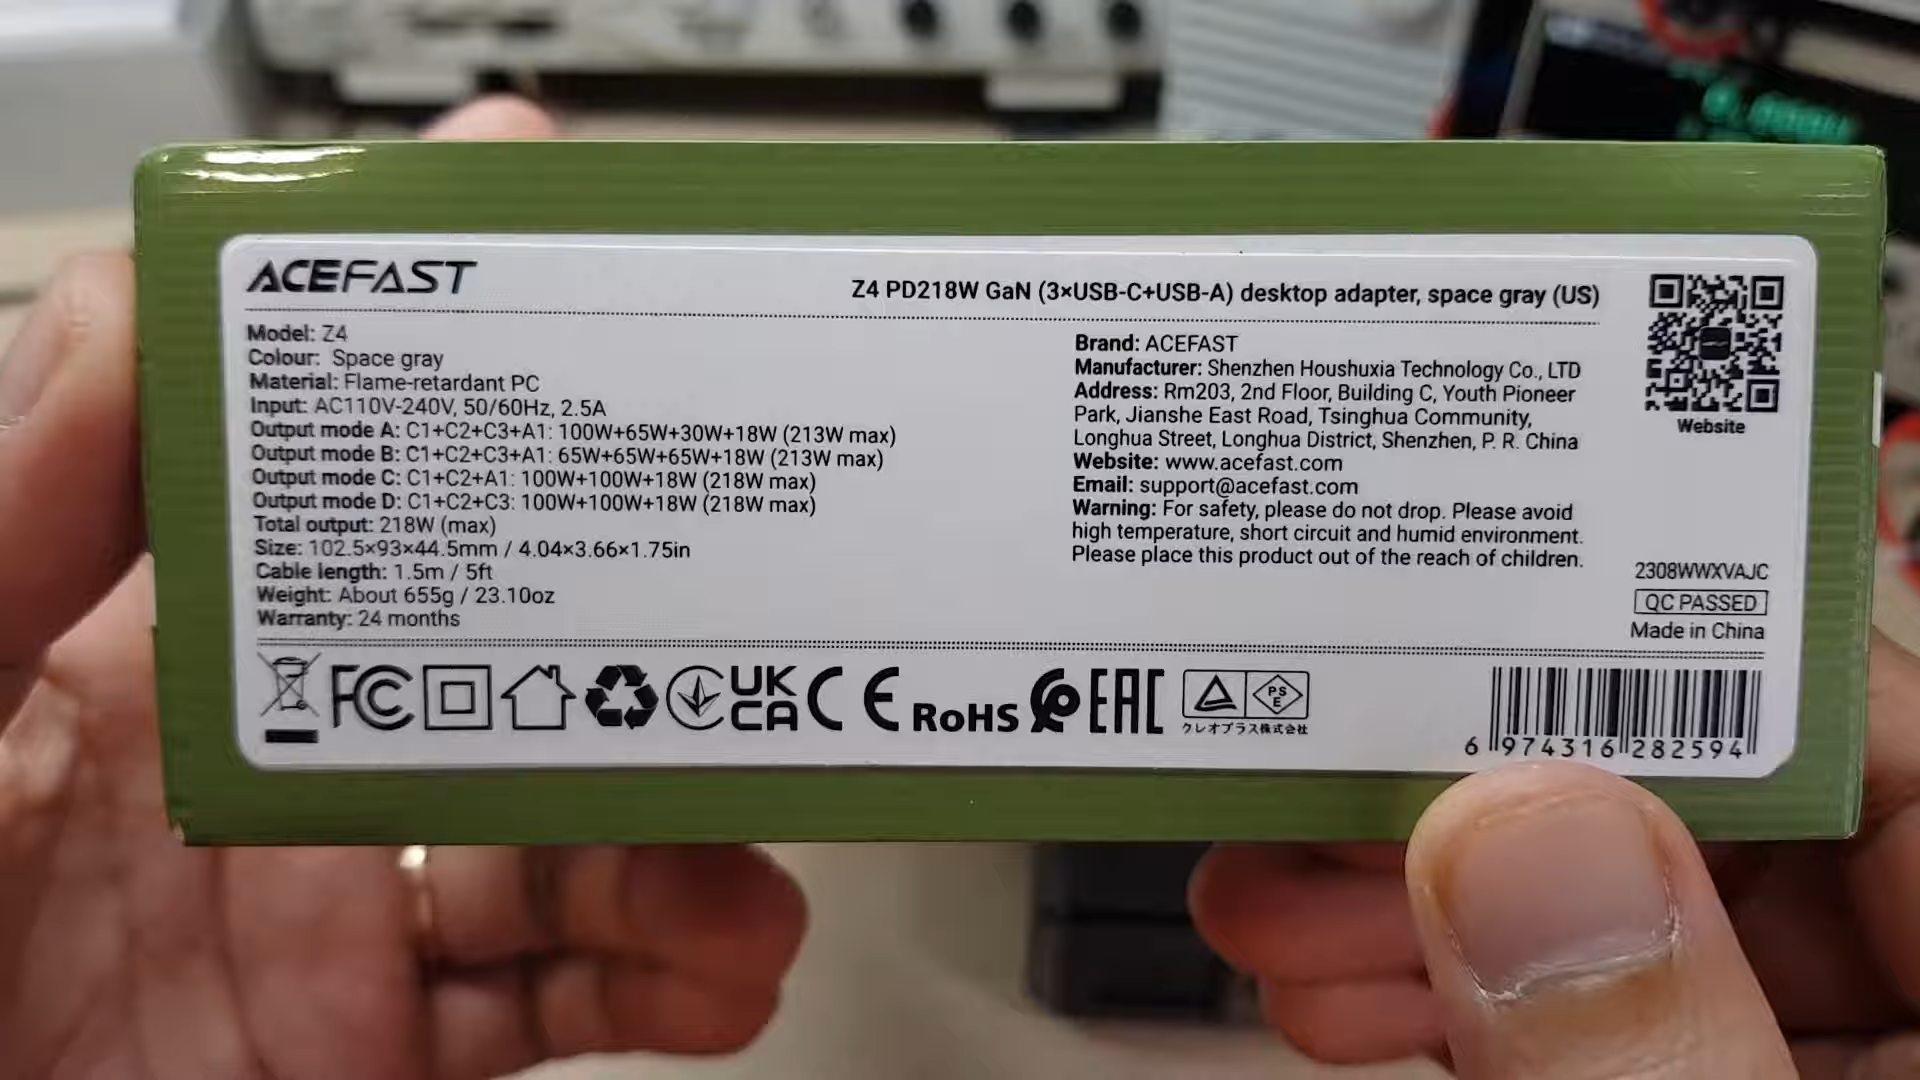 ACEFAST
Z4 PD218W GaN (3×USB-C+USB-A) desktop adapter, space gray (US)
Model: Z4
Colour: Space gray
Material: Flame-retardant PC
Input: AC110V-240V, 50/60Hz, 2.5A
Output mode A: C1+C2+C3+A1: 100W+65W+30W+18W (213W max)
Output mode B: C1+C2+C3+A1: 65W+65W+65W+18W (213W max)
Output mode C: C1+C2+A1: 100W+100W+18W (218W max)
Output mode D: C1+C2+C3: 100W+100W+18W (218W max)
Total output: 218W (max)
Size: 102.5×93×44.5mm / 4.04×3.66×1.75in
Cable length: 1.5m / 5ft
Weight: About 655g / 23.10oz
Warranty: 24 months
Brand: ACEFAST
Manufacturer: Shenzhen Houshuxia Technology Co., LTD
Address: Rm203, 2nd Floor, Building C, Youth Pioneer
Park, Jianshe East Road, Tsinghua Community,
Longhua Street, Longhua District, Shenzhen, P. R. China
Website: www.acefast.com
Email: support@acefast.com
Warning: For safety, please do not drop. Please avoid
high temperature, short circuit and humid environment.
Please place this product out of the reach of children.
Website
2308WWXVAJC
QC PASSED
Made in China
FC UK CA CE RoHS EAC PS E
クレオプラス株式会社
6 974316 282594